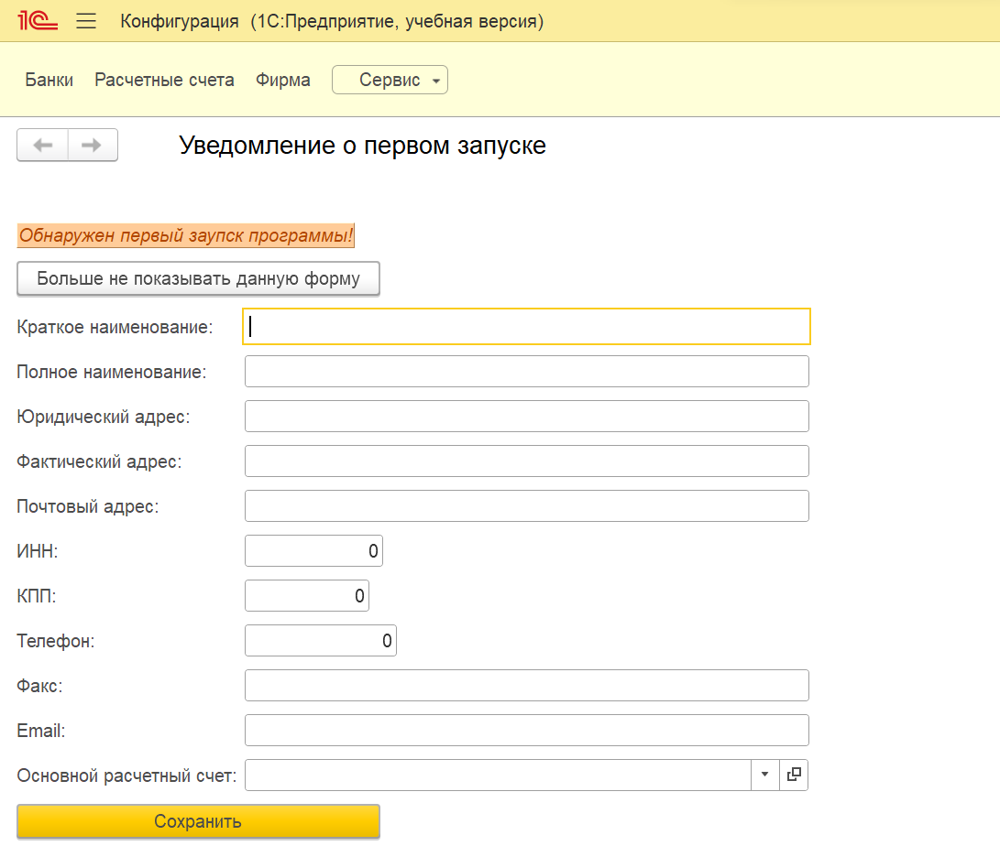 1С Конфигурация (1С:Предприятие, учебная версия)
Банки Расчетные счета Фирма Сервис
Уведомление о первом запуске
Обнаружен первый заупск программы!
Больше не показывать данную форму
Краткое наименование:
Полное наименование:
Юридический адрес:
Фактический адрес:
Почтовый адрес:
ИНН: 0
КПП: 0
Телефон: 0
Факс:
Email:
Основной расчетный счет:
Сохранить